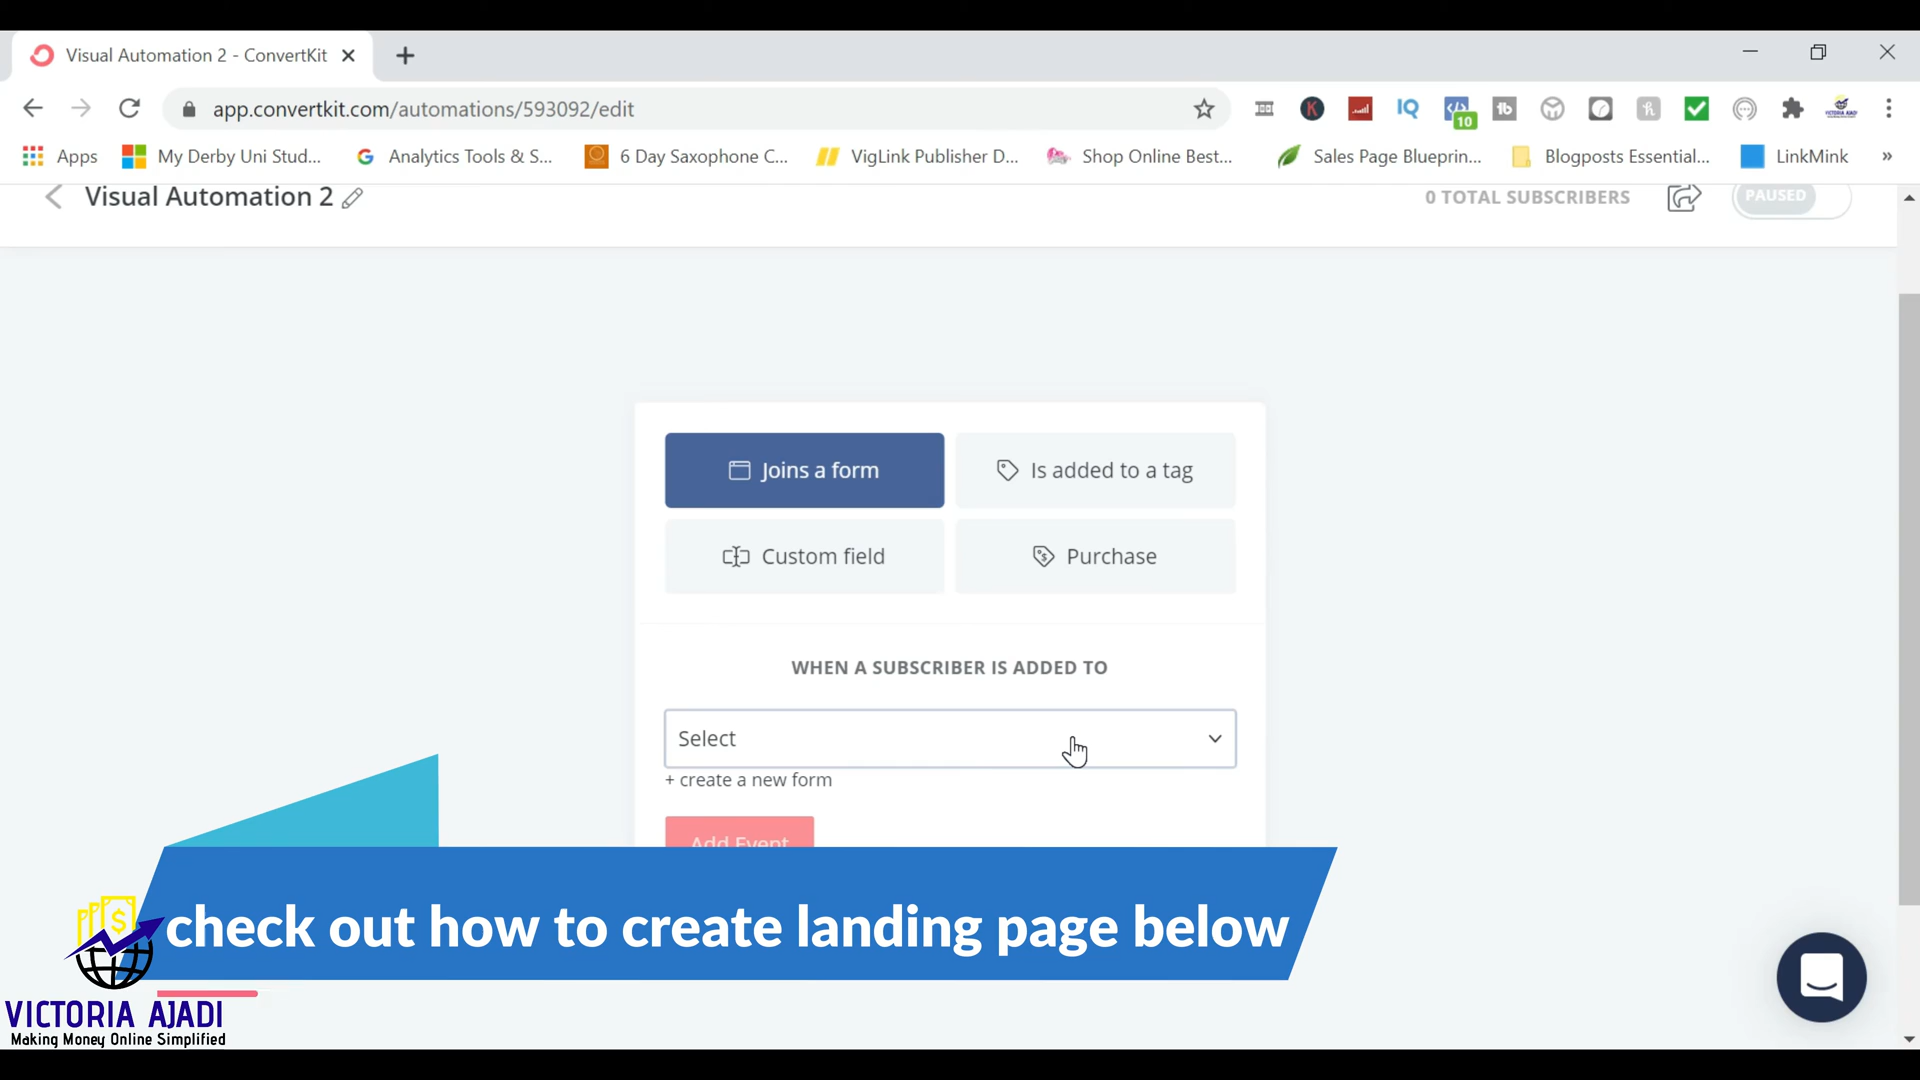 Visual Automation 2 - ConvertKit
app.convertkit.com/automations/593092/edit
10
Apps
My Derby Uni Stud...
Analytics Tools & S...
6 Day Saxophone C...
VigLink Publisher D...
Shop Online Best...
Sales Page Blueprin...
Blogposts Essential...
LinkMink
»
Visual Automation 2
0 TOTAL SUBSCRIBERS
PAUSED
Joins a form
Is added to a tag
Custom field
Purchase
WHEN A SUBSCRIBER IS ADDED TO
Select
+ create a new form
Add Event
check out how to create landing page below
VICTORIA AJADI
Making Money Online Simplified